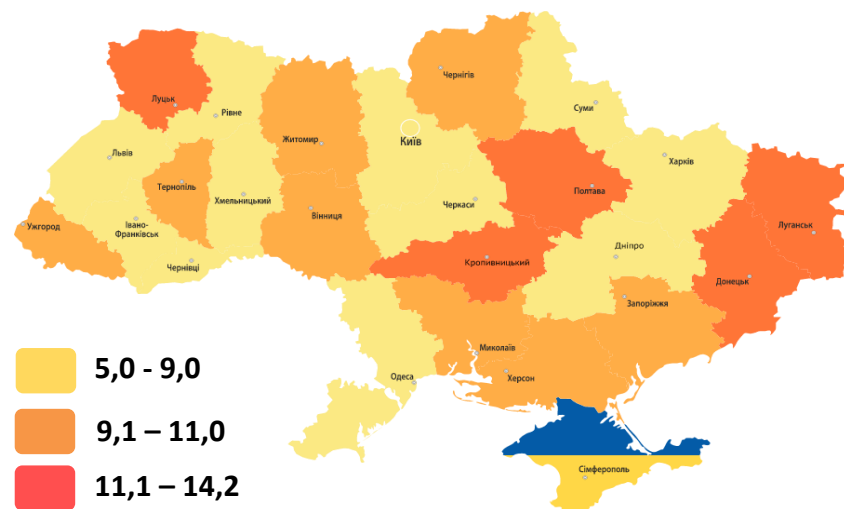 Чернігів
Луцьк
Суми
Рівне
Житомир
Київ
Львів
Харків
Тернопіль
Полтава
Хмельницький
Черкаси
Вінниця
Ужгород
Івано-
Франківськ
Луганськ
Дніпро
Чернівці
Кропивницький
Донецьк
Запоріжжя
Миколаїв
Одеса
Херсон
Сімферополь
5,0 - 9,0
9,1 – 11,0
11,1 – 14,2